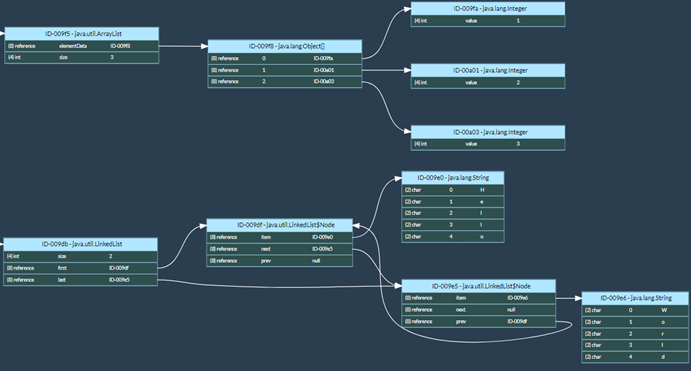 ID-009f5 - java.util.ArrayList
(8) reference elementData ID-009f8
(4) int size 3
ID-009f8 - java.lang.Object[]
(8) reference 0 ID-009fa
(8) reference 1 ID-00a01
(8) reference 2 ID-00a03
ID-009fa - java.lang.Integer
(4) int value 1
ID-00a01 - java.lang.Integer
(4) int value 2
ID-00a03 - java.lang.Integer
(4) int value 3
ID-009db - java.util.LinkedList
(4) int size 2
(8) reference first ID-009df
(8) reference last ID-009e5
ID-009df - java.util.LinkedList$Node
(8) reference item ID-009e0
(8) reference next ID-009e5
(8) reference prev null
ID-009e0 - java.lang.String
(2) char 0 H
(2) char 1 e
(2) char 2 l
(2) char 3 l
(2) char 4 o
ID-009e5 - java.util.LinkedList$Node
(8) reference item ID-009e6
(8) reference next null
(8) reference prev ID-009df
ID-009e6 - java.lang.String
(2) char 0 W
(2) char 1 o
(2) char 2 r
(2) char 3 l
(2) char 4 d